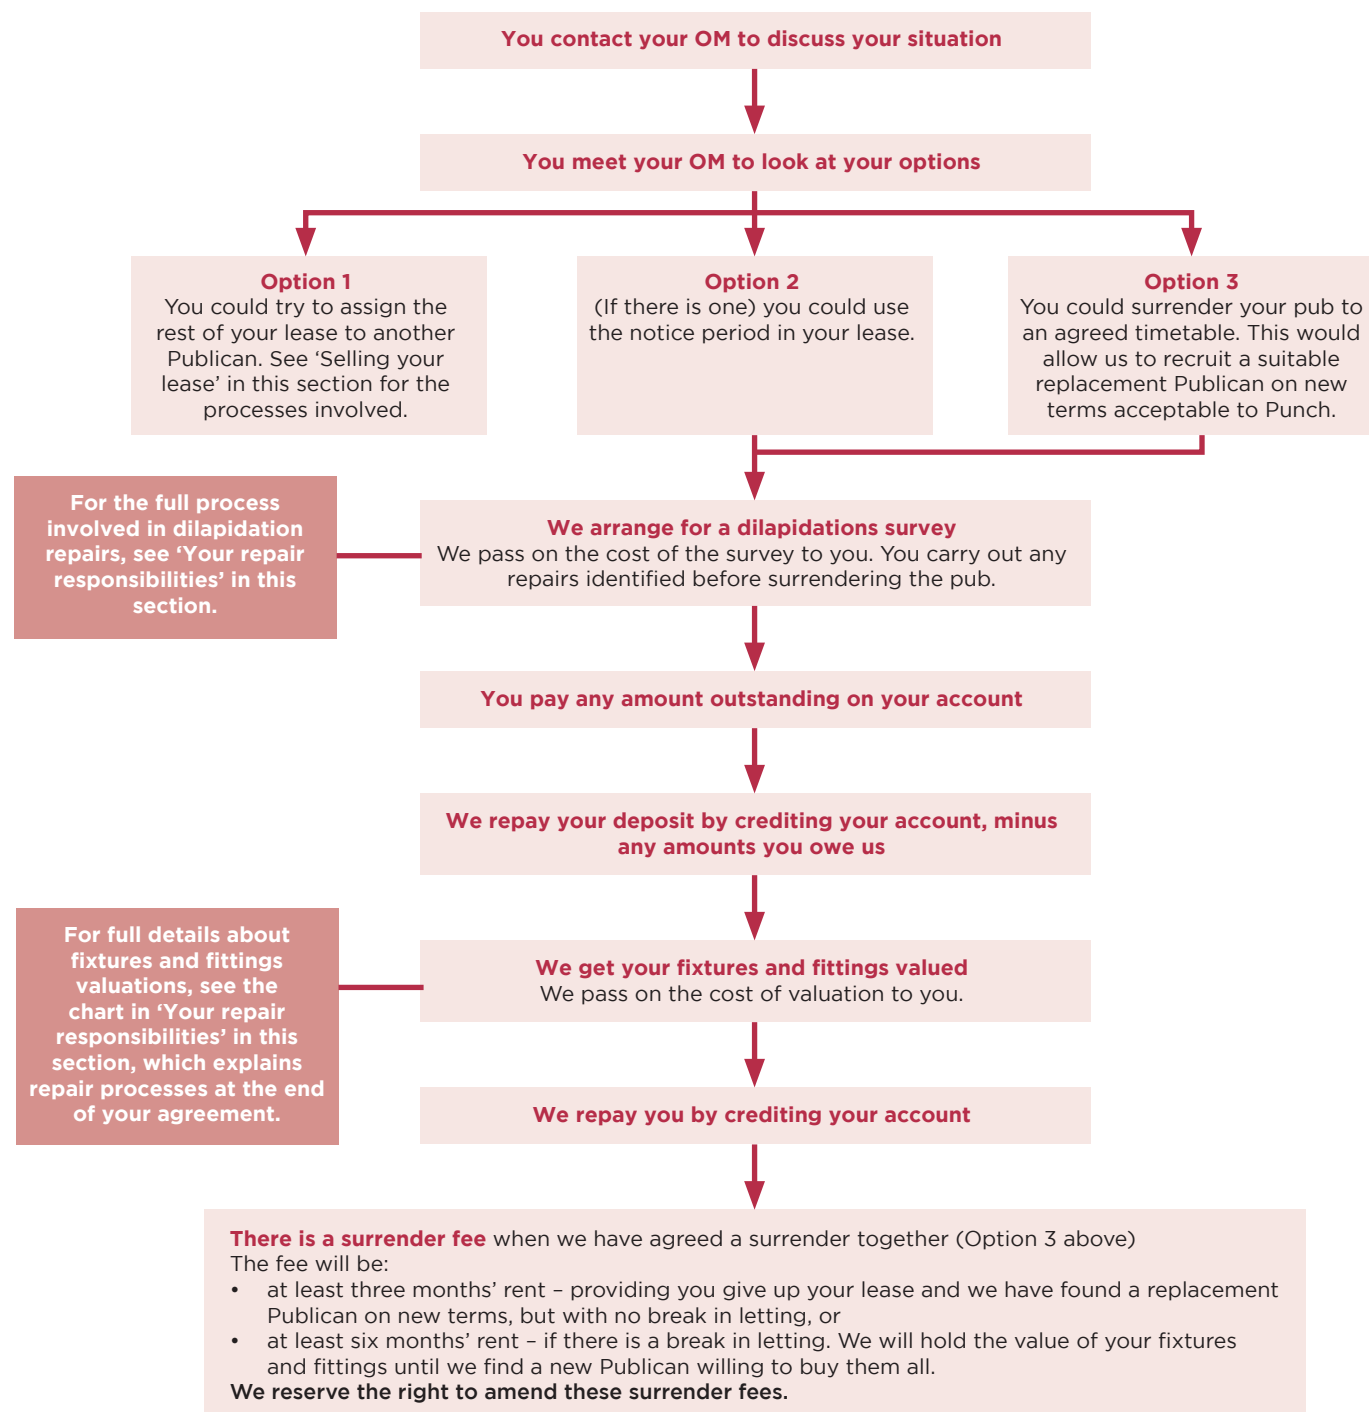 You contact your OM to discuss your situation
You meet your OM to look at your options
Option 1
You could try to assign the
rest of your lease to another
Publican. See ‘Selling your
lease’ in this section for the
processes involved.
Option 2
(If there is one) you could use
the notice period in your lease.
Option 3
You could surrender your pub to
an agreed timetable. This would
allow us to recruit a suitable
replacement Publican on new
terms acceptable to Punch.
For the full process
involved in dilapidation
repairs, see ‘Your repair
responsibilities’ in this
section.
We arrange for a dilapidations survey
We pass on the cost of the survey to you. You carry out any
repairs identified before surrendering the pub.
You pay any amount outstanding on your account
We repay your deposit by crediting your account, minus
any amounts you owe us
For full details about
fixtures and fittings
valuations, see the
chart in ‘Your repair
responsibilities’ in this
section, which explains
repair processes at the end
of your agreement.
We get your fixtures and fittings valued
We pass on the cost of valuation to you.
We repay you by crediting your account
There is a surrender fee when we have agreed a surrender together (Option 3 above)
The fee will be:
• at least three months’ rent – providing you give up your lease and we have found a replacement
Publican on new terms, but with no break in letting, or
• at least six months’ rent – if there is a break in letting. We will hold the value of your fixtures
and fittings until we find a new Publican willing to buy them all.
We reserve the right to amend these surrender fees.